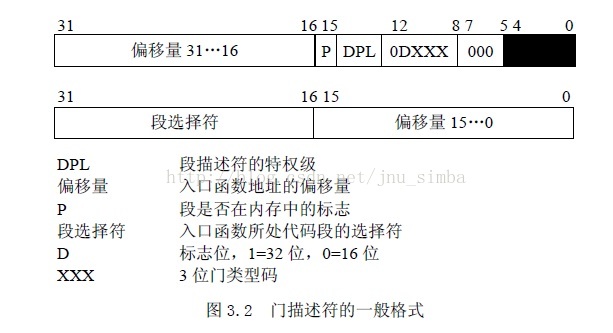 31 16 15 12 8 7 5 4 0
偏移量 31…16 P DPL 0DXXX 000
31 16 15 0
段选择符 偏移量 15…0
DPL 段描述符的特权级
http://blog.csdn.net/jnu_simba
偏移量 入口函数地址的偏移量
P 段是否在内存中的标志
段选择符 入口函数所处代码段的选择符
D 标志位，1=32 位，0=16 位
XXX 3 位门类型码
图 3.2 门描述符的一般格式